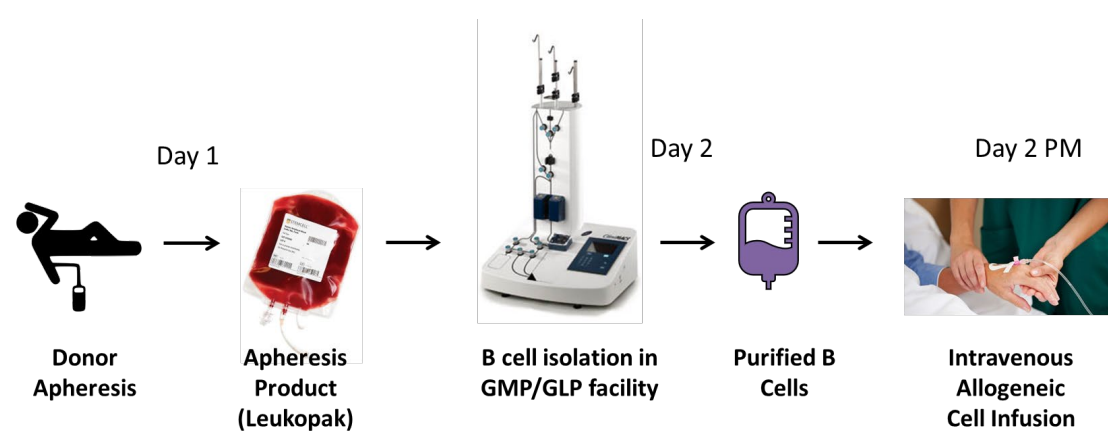 Day 1
Day 2
Day 2 PM
Donor
Apheresis
Apheresis
Product
(Leukopak)
B cell isolation in
GMP/GLP facility
Purified B
Cells
Intravenous
Allogeneic
Cell Infusion